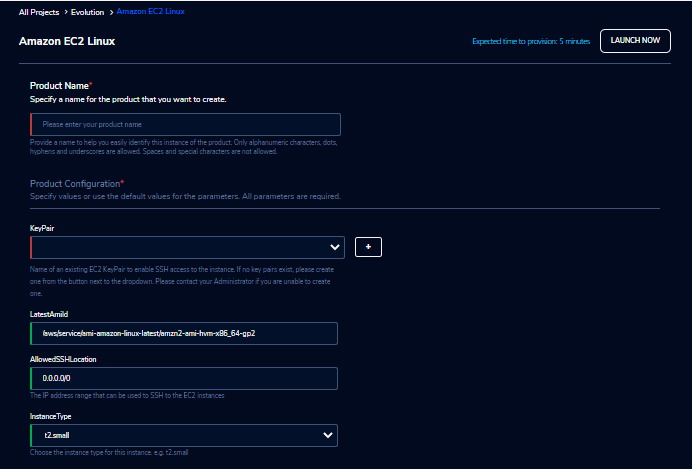 All Projects > Evolution > Amazon EC2 Linux
Amazon EC2 Linux
Expected time to provision: 5 minutes
LAUNCH NOW
Product Name*
Specify a name for the product that you want to create.
Please enter your product name
Provide a name to help you easily identify this instance of the product. Only alphanumeric characters, dots,
hyphens and underscores are allowed. Spaces and special characters are not allowed.
Product Configuration*
Specify values or use the default values for the parameters. All parameters are required.
KeyPair
+
Name of an existing EC2 KeyPair to enable SSH access to the instance. If no key pairs exist, please create
one from the button next to the dropdown. Please contact your Administrator if you are unable to create
one.
LatestAmiId
/aws/service/ami-amazon-linux-latest/amzn2-ami-hvm-x86_64-gp2
AllowedSSHLocation
0.0.0.0/0
The IP address range that can be used to SSH to the EC2 instances
InstanceType
t2.small
Choose the instance type for this instance. e.g. t2.small